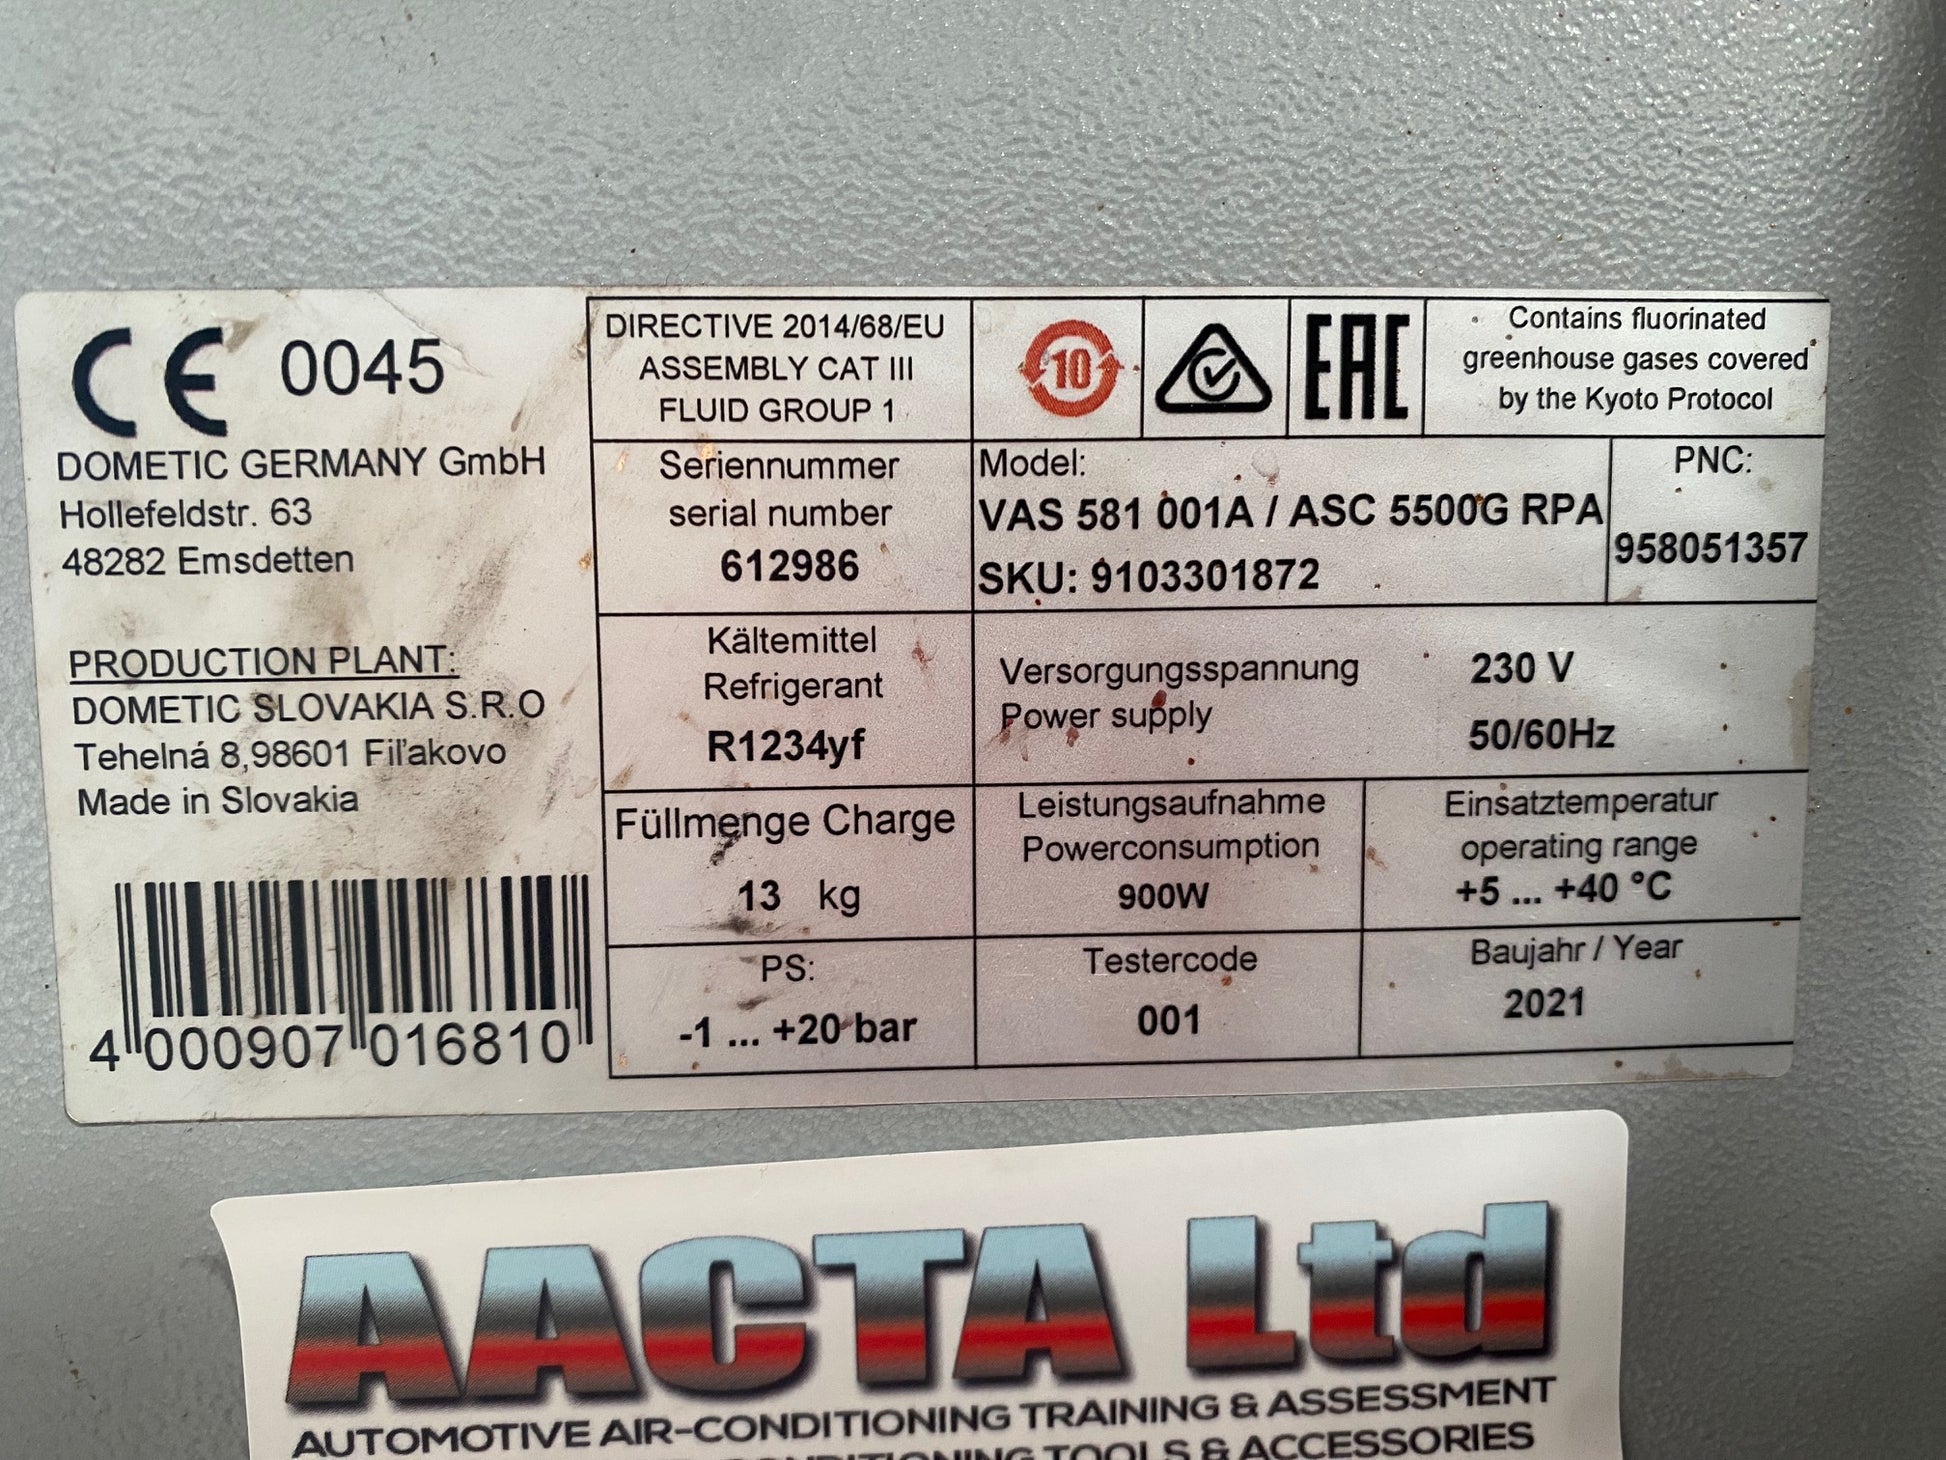 CE 0045
DOMETIC GERMANY GmbH
Hollefeldstr. 63
48282 Emsdetten
PRODUCTION PLANT:
DOMETIC SLOVAKIA S.R.O
Tehelná 8,98601 Fiľakovo
Made in Slovakia
4 000907 016810
DIRECTIVE 2014/68/EU
ASSEMBLY CAT III
FLUID GROUP 1
10
EAC
Contains fluorinated
greenhouse gases covered
by the Kyoto Protocol
Seriennummer
serial number
612986
Model:
VAS 581 001A / ASC 5500G RPA
SKU: 9103301872
PNC:
958051357
Kältemittel
Refrigerant
R1234yf
Versorgungsspannung 230 V
Power supply 50/60Hz
Füllmenge Charge
13 kg
Leistungsaufnahme
Powerconsumption
900W
Einsatztemperatur
operating range
+5 ... +40 °C
PS:
-1 ... +20 bar
Testercode
001
Baujahr / Year
2021
AACTA Ltd
AUTOMOTIVE AIR-CONDITIONING TRAINING & ASSESSMENT
TOOLS & ACCESSORIES